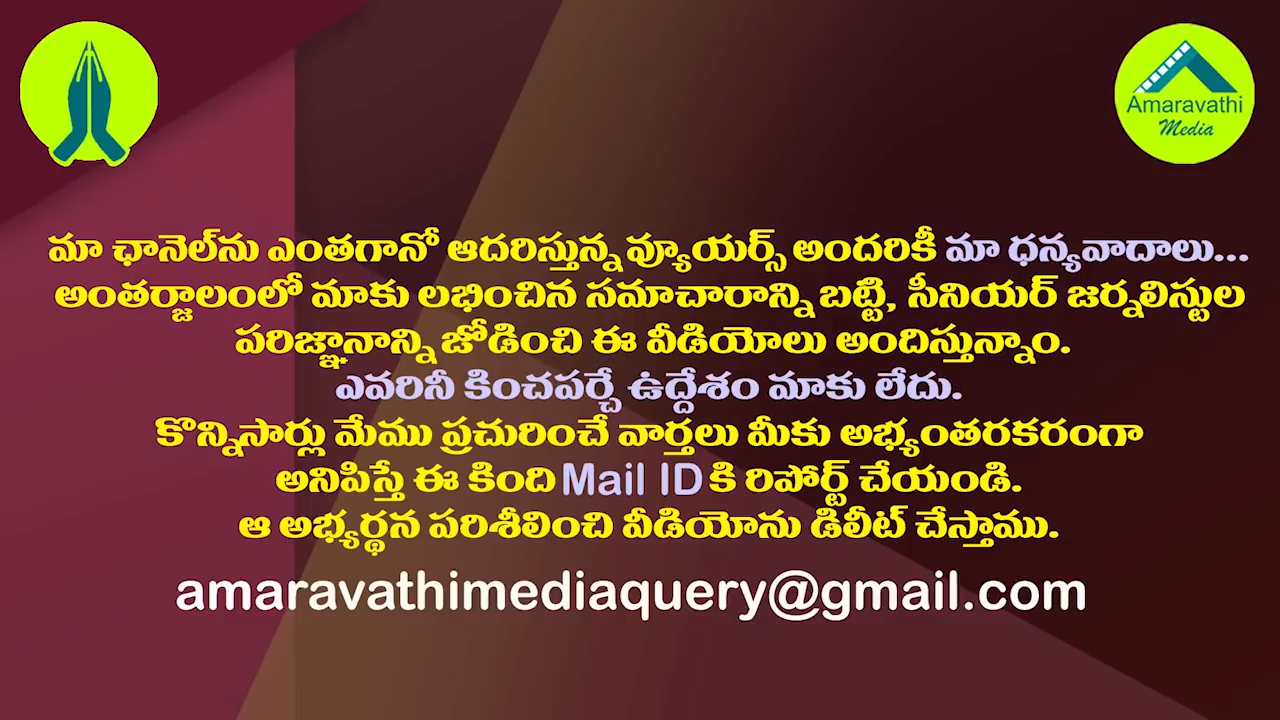 Amaravathi
Media
మా ఛానెల్‌ను ఎంతగానో ఆదరిస్తున్న వ్యూయర్స్ అందరికీ మా ధన్యవాదాలు...
అంతర్జాలంలో మాకు లభించిన సమాచారాన్ని బట్టి, సీనియర్ జర్నలిస్టుల
పరిజ్ఞానాన్ని జోడించి ఈ వీడియోలు అందిస్తున్నాం.
ఎవరినీ కించపర్చే ఉద్దేశం మాకు లేదు.
కొన్నిసార్లు మేము ప్రచురించే వార్తలు మీకు అభ్యంతరకరంగా
అనిపిస్తే ఈ కింది Mail ID కి రిపోర్ట్ చేయండి.
ఆ అభ్యర్థన పరిశీలించి వీడియోను డిలీట్ చేస్తాము.
amaravathimediaquery@gmail.com